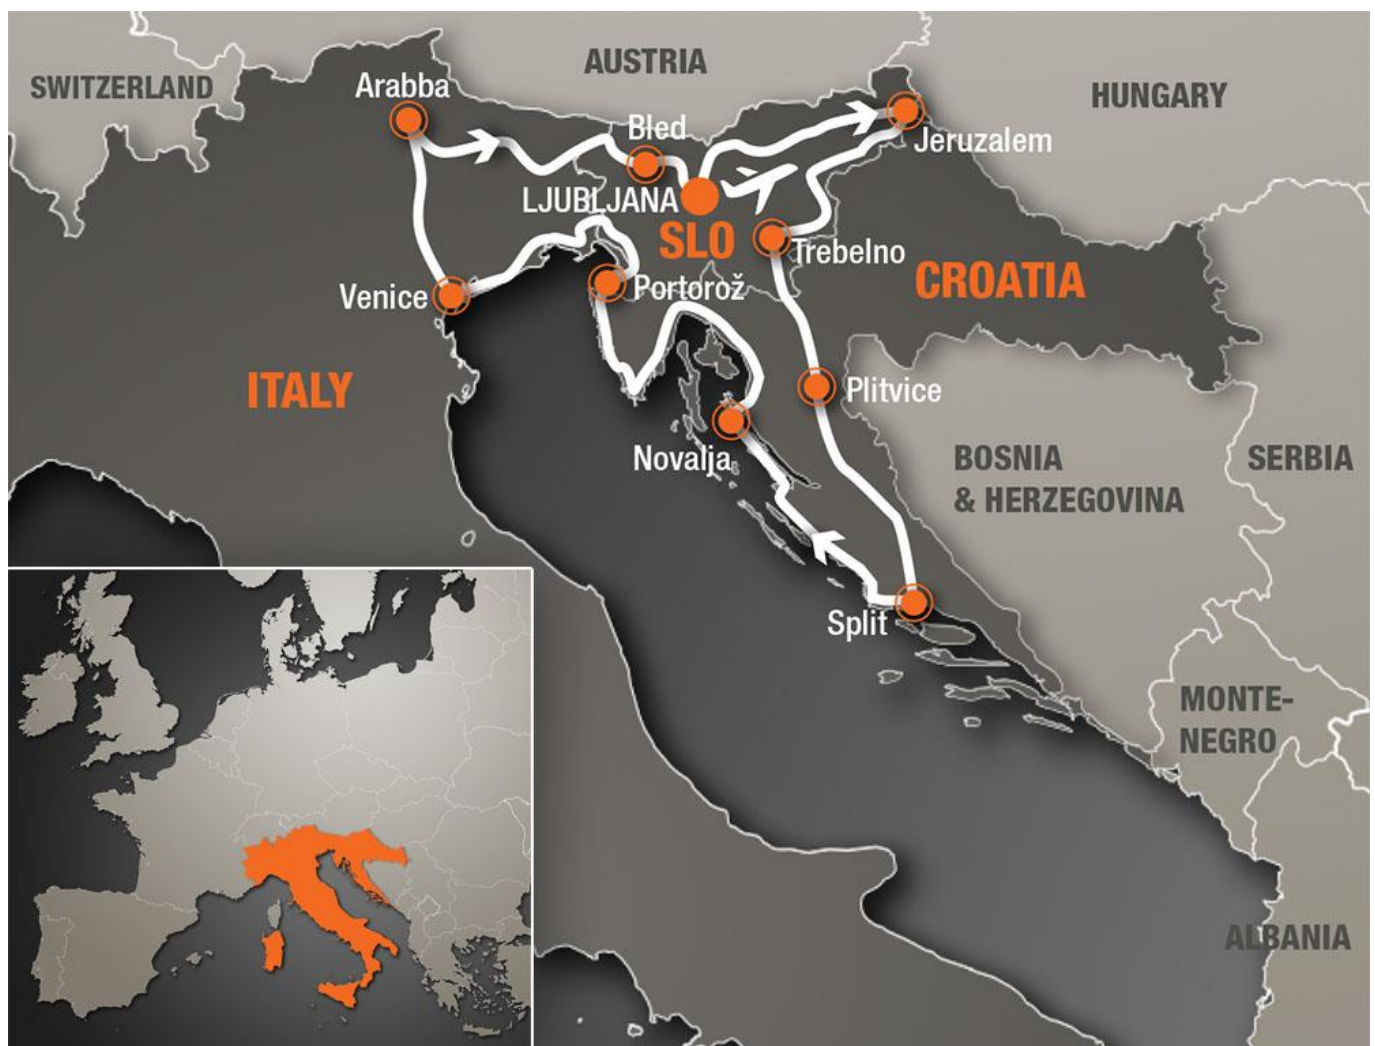 AUSTRIA
SWITZERLAND
Arabba
HUNGARY
Bled
Jeruzalem
LJUBLJANA
SLO
Trebelno
CROATIA
Venice
Portorož
ITALY
Plitvice
Novalja
BOSNIA
& HERZEGOVINA
SERBIA
Split
MONTE-
NEGRO
ALBANIA